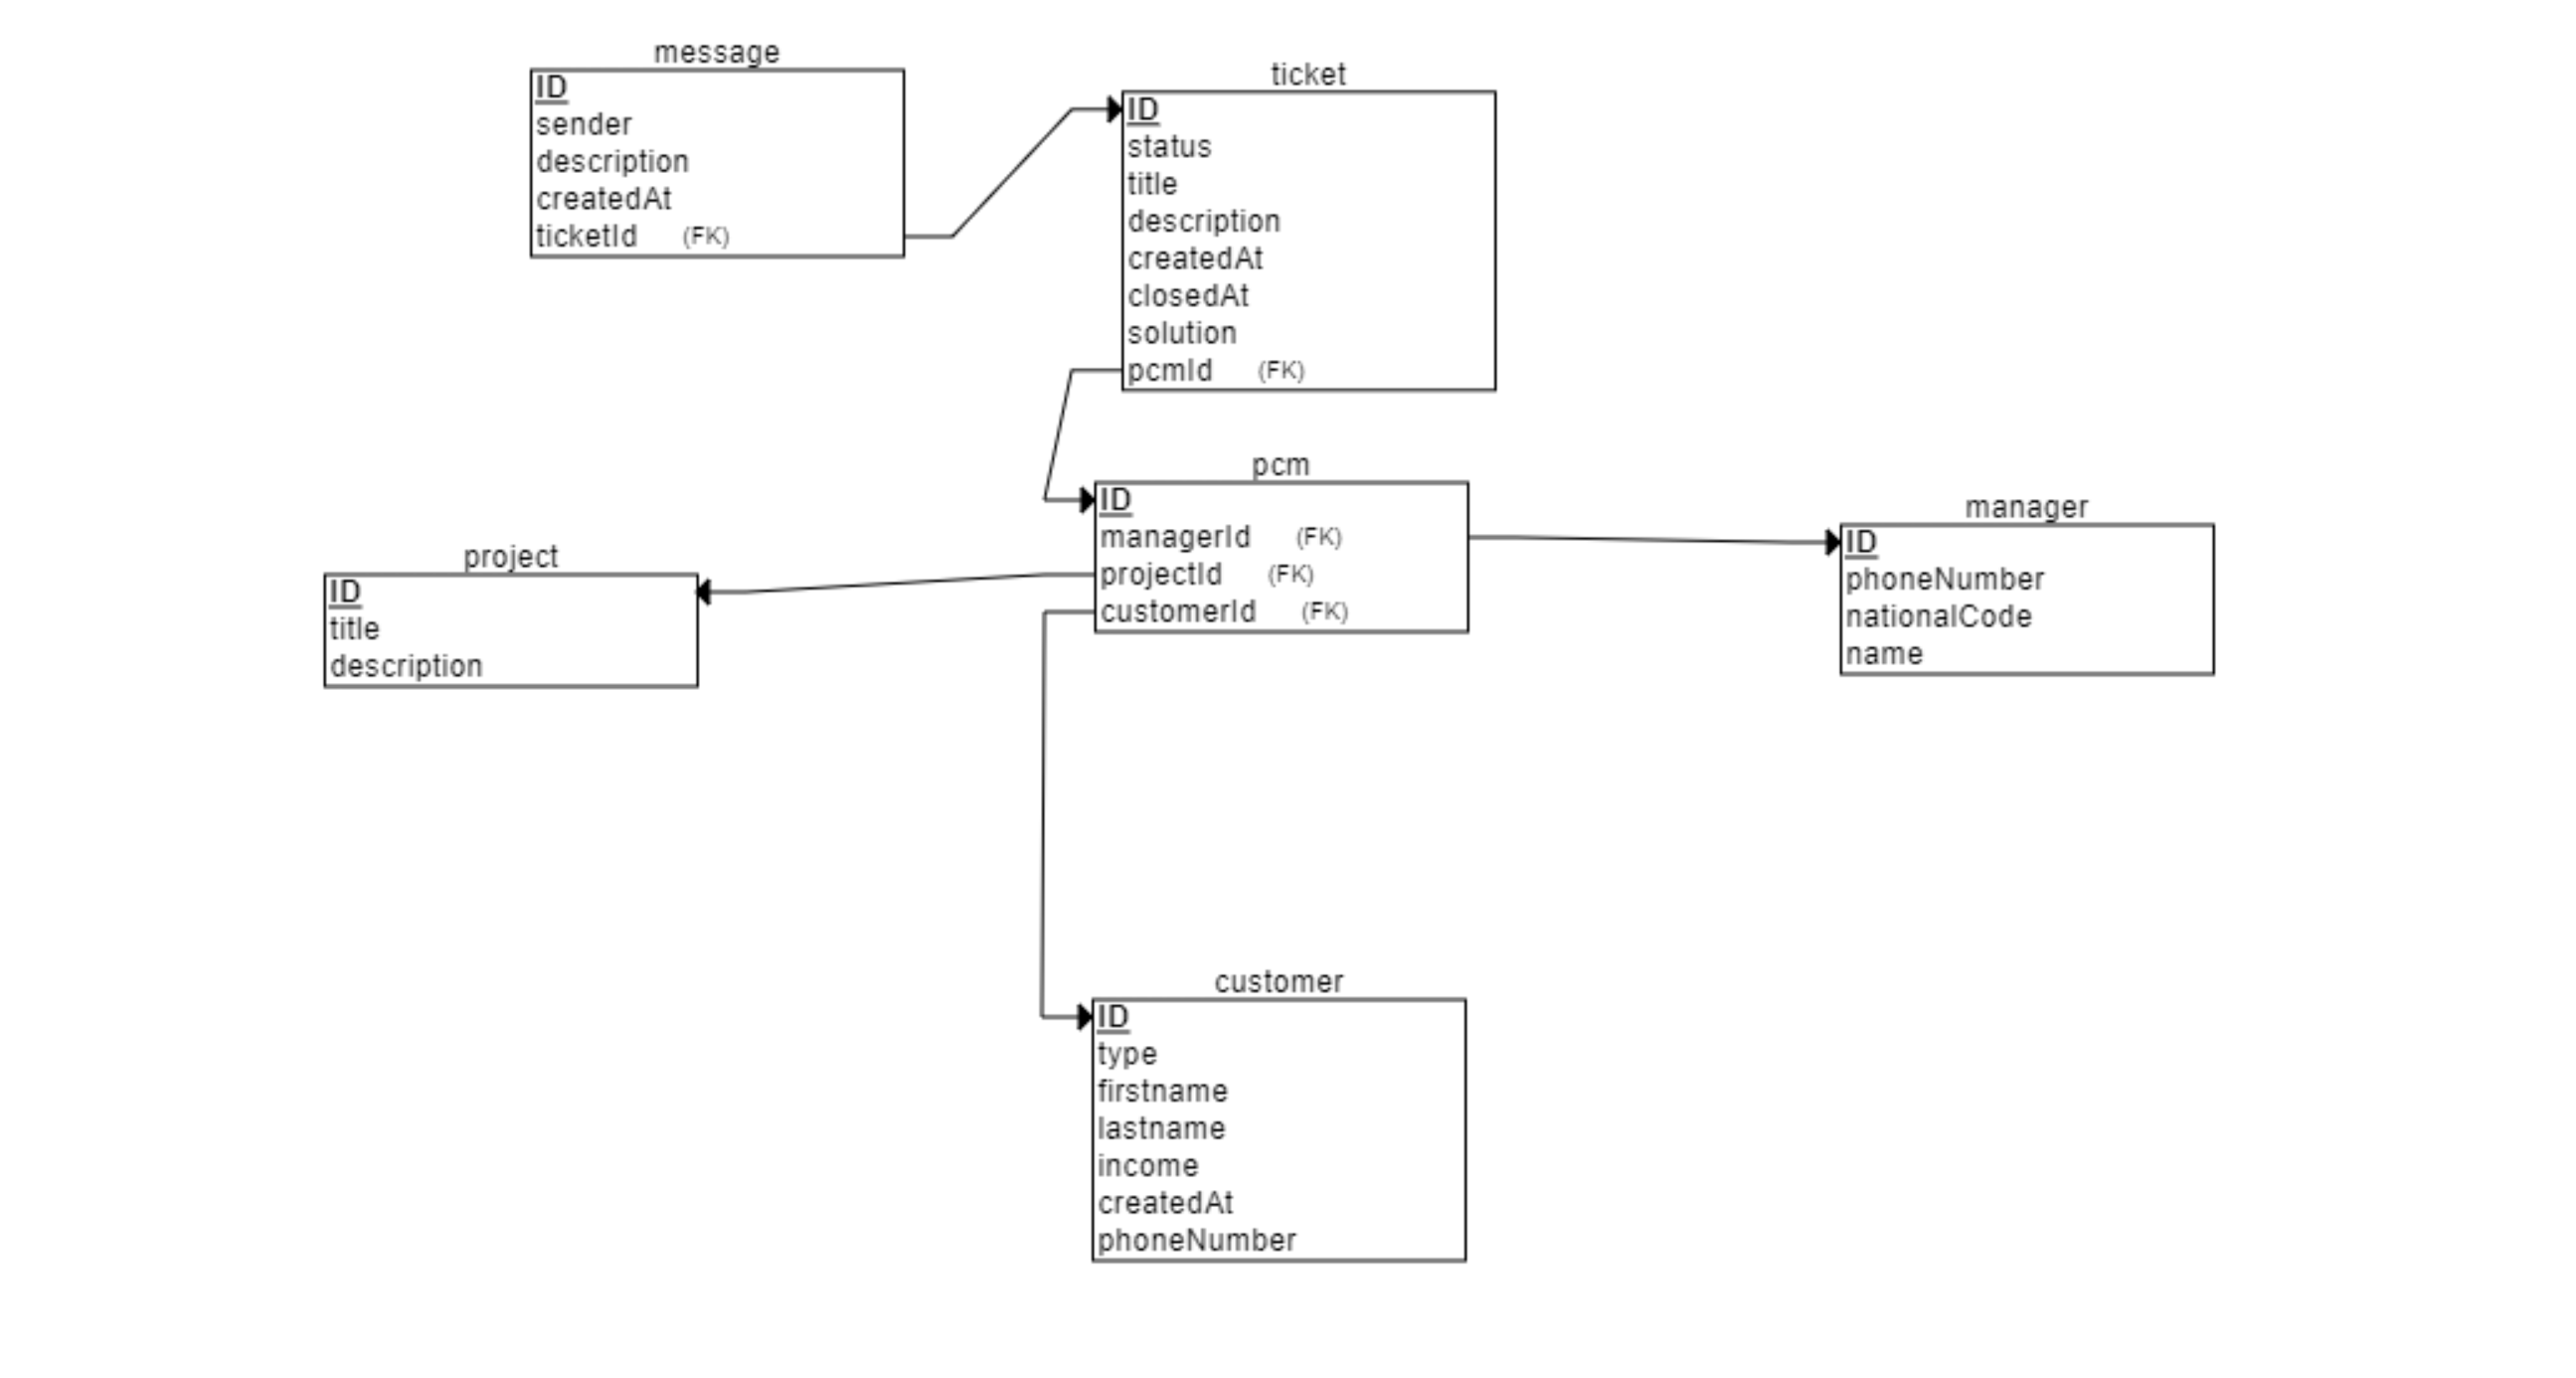 message
ID
sender
description
createdAt
ticketId (FK)
ticket
ID
status
title
description
createdAt
closedAt
solution
pcmId (FK)
pcm
ID
managerId (FK)
projectId (FK)
customerId (FK)
manager
ID
phoneNumber
nationalCode
name
project
ID
title
description
customer
ID
type
firstname
lastname
income
createdAt
phoneNumber